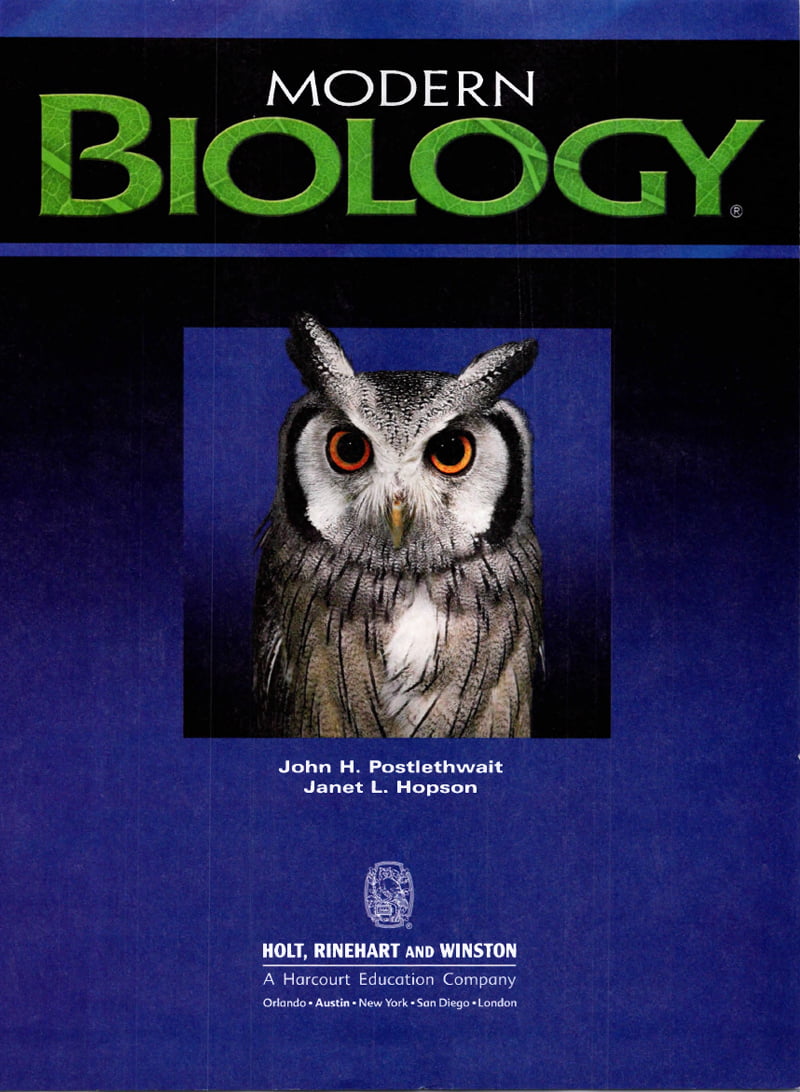 MODERN
BIOLOGY®
John H. Postlethwait
Janet L. Hopson
®
HOLT, RINEHART AND WINSTON
A Harcourt Education Company
Orlando • Austin • New York • San Diego • London